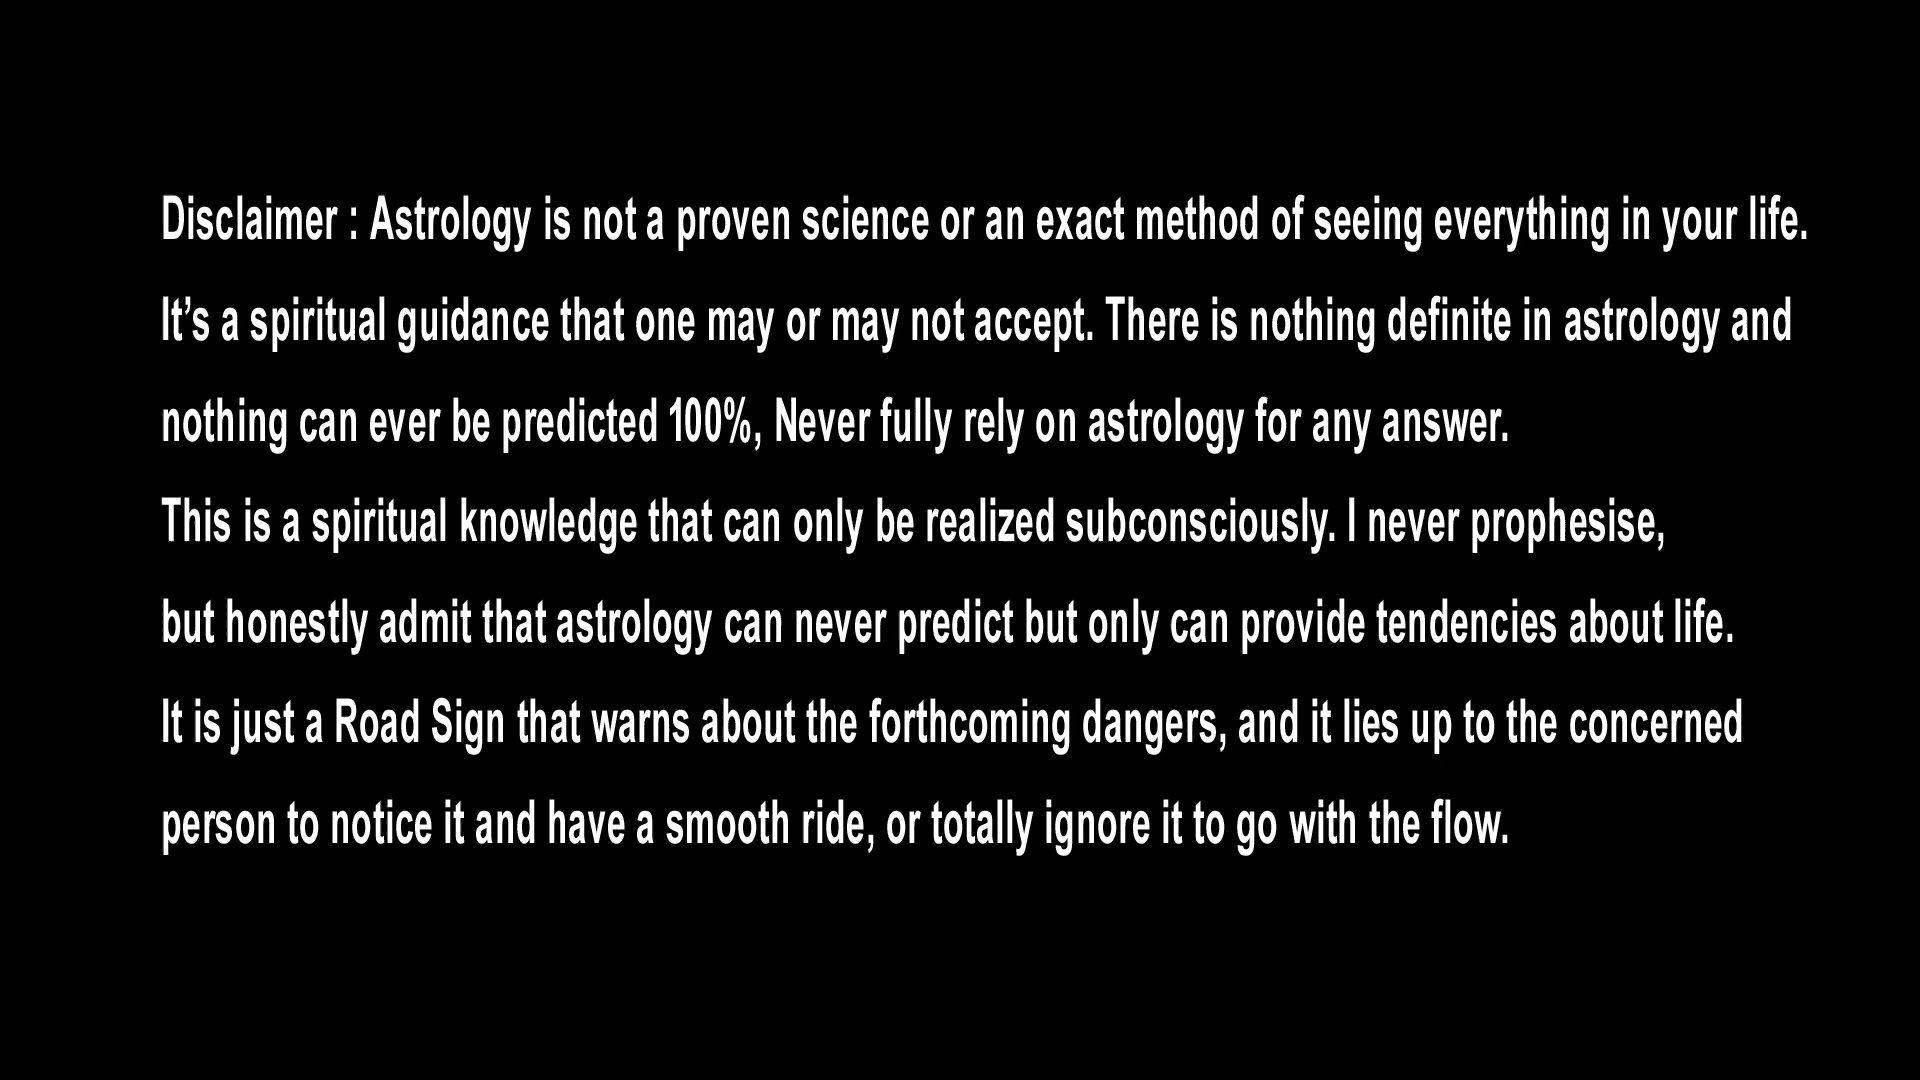 Disclaimer : Astrology is not a proven science or an exact method of seeing everything in your life.
It’s a spiritual guidance that one may or may not accept. There is nothing definite in astrology and
nothing can ever be predicted 100%, Never fully rely on astrology for any answer.
This is a spiritual knowledge that can only be realized subconsciously. I never prophesise,
but honestly admit that astrology can never predict but only can provide tendencies about life.
It is just a Road Sign that warns about the forthcoming dangers, and it lies up to the concerned
person to notice it and have a smooth ride, or totally ignore it to go with the flow.